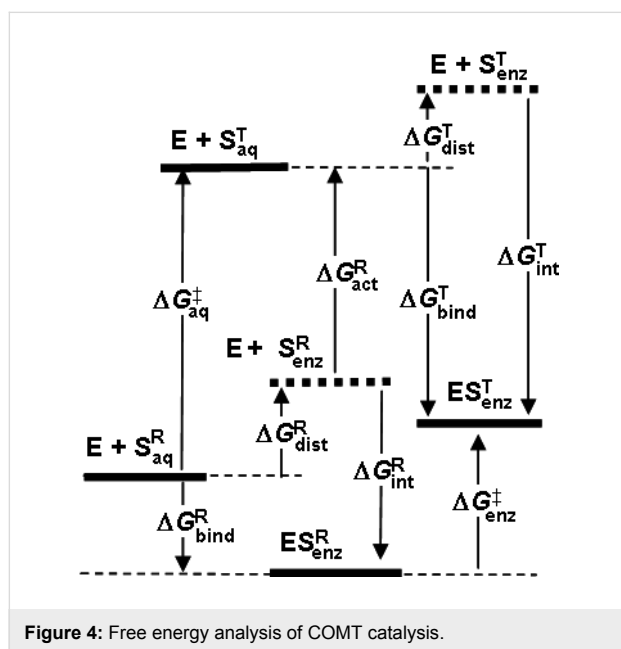 E + S^T_enz
ΔG^T_dist
E + S^T_aq
ΔG^T_int
ΔG^R_act
ΔG^‡_aq
ΔG^T_bind
E + S^R_enz
ES^T_enz
ΔG^R_dist
E + S^R_aq
ΔG^R_int
ΔG^‡_enz
ΔG^R_bind
ES^R_enz
Figure 4: Free energy analysis of COMT catalysis.